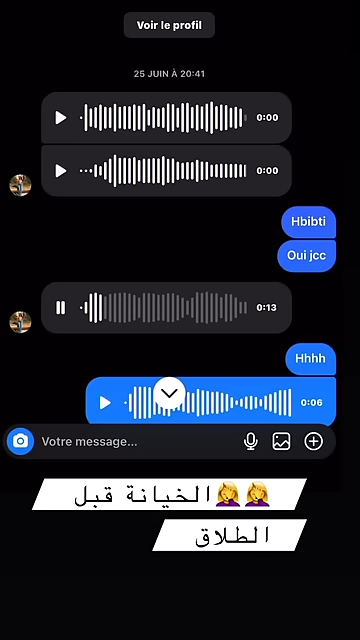 Voir le profil
25 JUIN À 20:41
0:00
0:00
Hbibti
Oui jcc
0:13
Hhhh
0:06
Votre message...
الخيانة قبل🤦‍♀️🤦‍♀️
الطلاق